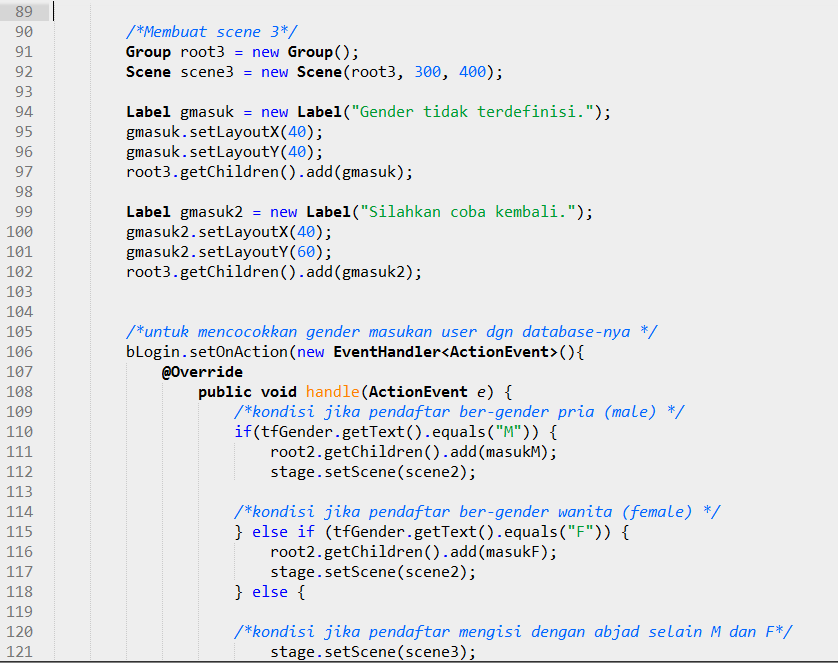 89
90 /*Membuat scene 3*/
91 Group root3 = new Group();
92 Scene scene3 = new Scene(root3, 300, 400);
93
94 Label gmasuk = new Label("Gender tidak terdefinisi.");
95 gmasuk.setLayoutX(40);
96 gmasuk.setLayoutY(40);
97 root3.getChildren().add(gmasuk);
98
99 Label gmasuk2 = new Label("Silahkan coba kembali.");
100 gmasuk2.setLayoutX(40);
101 gmasuk2.setLayoutY(60);
102 root3.getChildren().add(gmasuk2);
103
104
105 /*untuk mencocokkan gender masukan user dgn database-nya */
106 bLogin.setOnAction(new EventHandler<ActionEvent>(){
107 @Override
108 public void handle(ActionEvent e) {
109 /*kondisi jika pendaftar ber-gender pria (male) */
110 if(tfGender.getText().equals("M")) {
111 root2.getChildren().add(masukM);
112 stage.setScene(scene2);
113
114 /*kondisi jika pendaftar ber-gender wanita (female) */
115 } else if (tfGender.getText().equals("F")) {
116 root2.getChildren().add(masukF);
117 stage.setScene(scene2);
118 } else {
119
120 /*kondisi jika pendaftar mengisi dengan abjad selain M dan F*/
121 stage.setScene(scene3);